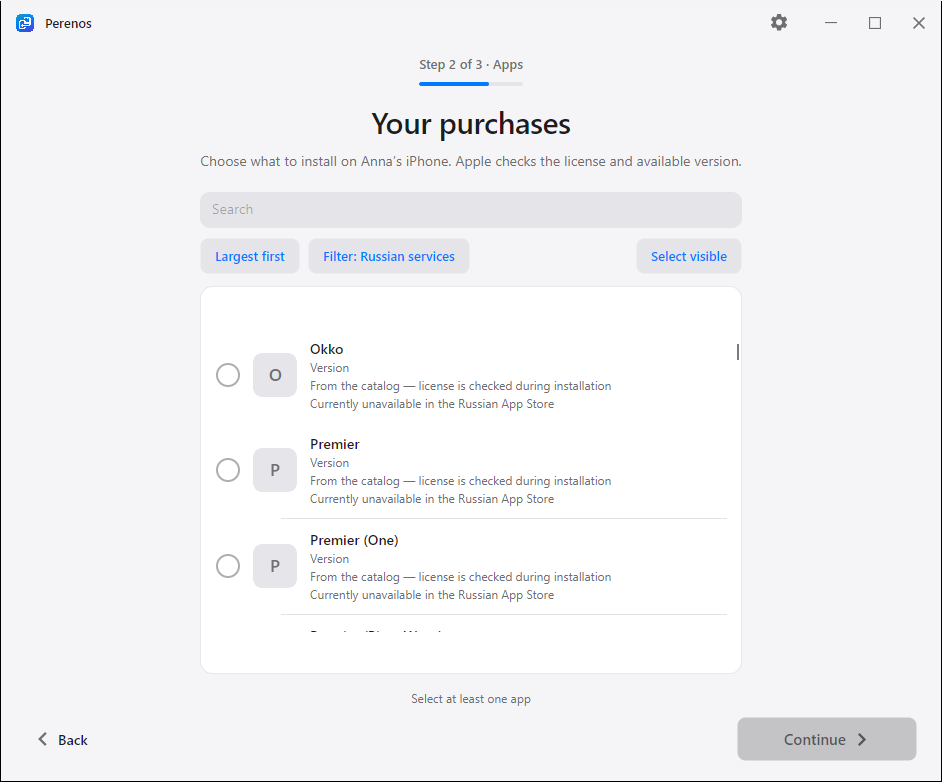 Perenos
Step 2 of 3 · Apps
Your purchases
Choose what to install on Anna's iPhone. Apple checks the license and available version.
Search
Largest first
Filter: Russian services
Select visible
O
Okko
Version
From the catalog — license is checked during installation
Currently unavailable in the Russian App Store
P
Premier
Version
From the catalog — license is checked during installation
Currently unavailable in the Russian App Store
P
Premier (One)
Version
From the catalog — license is checked during installation
Currently unavailable in the Russian App Store
Select at least one app
Back
Continue